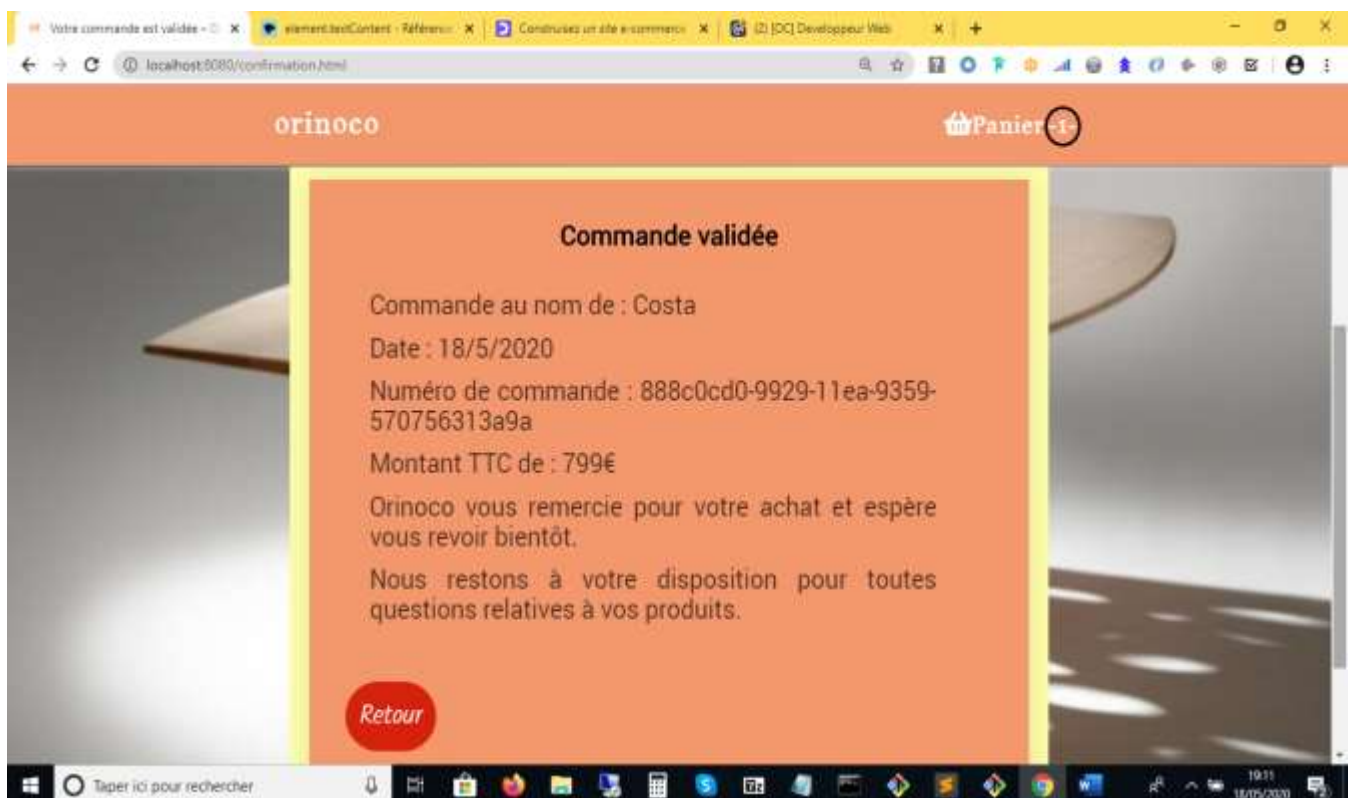 Votre commande est validée - O
element.textContent - Référence
Construisez un site e-commerce
(2) [OC] Developpeur Web
localhost:8080/confirmation.html
orinoco
Panier -1-
Commande validée
Commande au nom de : Costa
Date : 18/5/2020
Numéro de commande : 888c0cd0-9929-11ea-9359-
570756313a9a
Montant TTC de : 799€
Orinoco vous remercie pour votre achat et espère
vous revoir bientôt.
Nous restons à votre disposition pour toutes
questions relatives à vos produits.
Retour
Taper ici pour rechercher
19:11
18/05/2020